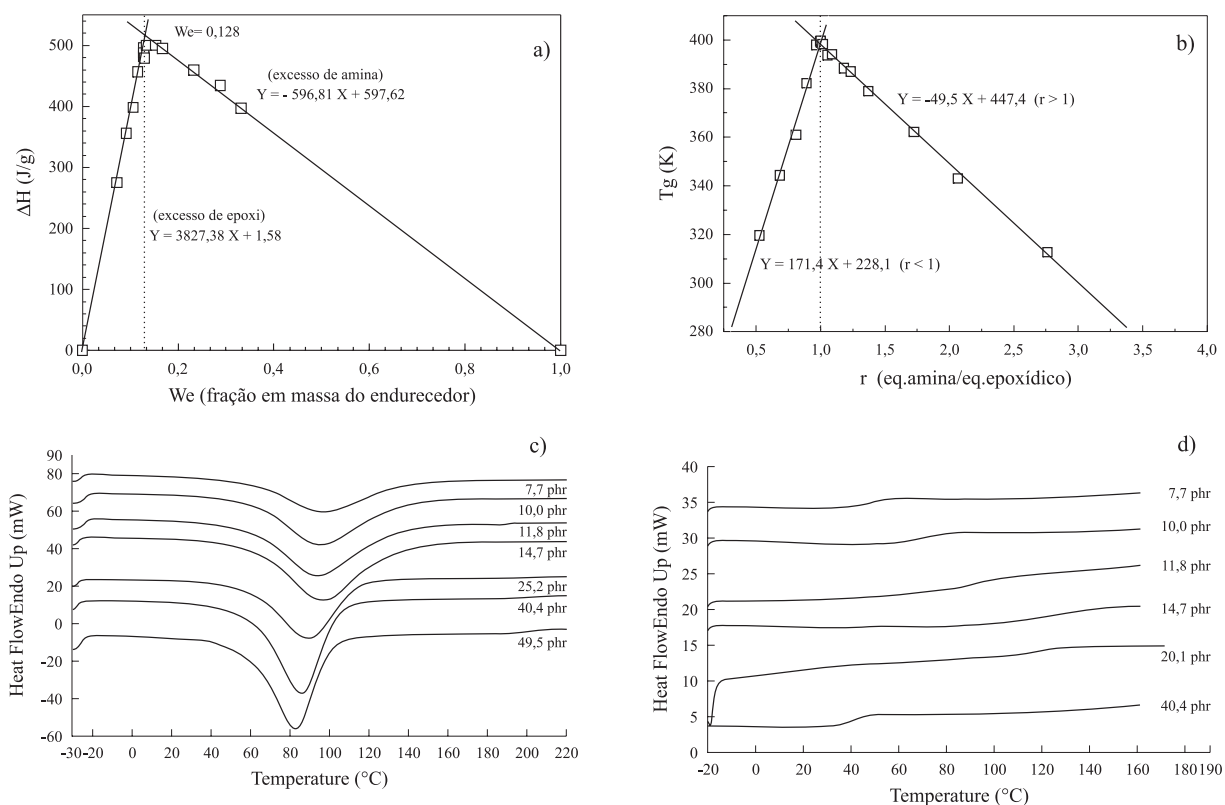 a)
We= 0,128
(excesso de amina)
Y = - 596,81 X + 597,62
(excesso de epoxi)
Y = 3827,38 X + 1,58
ΔH (J/g)
500
400
300
200
100
0
0,0 0,2 0,4 0,6 0,8 1,0
We (fração em massa do endurecedor)
b)
Y = -49,5 X + 447,4 (r > 1)
Y = 171,4 X + 228,1 (r < 1)
Tg (K)
400
380
360
340
320
300
280
0,5 1,0 1,5 2,0 2,5 3,0 3,5 4,0
r (eq.amina/eq.epoxídico)
c)
Heat FlowEndo Up (mW)
90
80
60
40
20
0
-20
-40
-60
7,7 phr
10,0 phr
11,8 phr
14,7 phr
25,2 phr
40,4 phr
49,5 phr
-30 -20 0 20 40 60 80 100 120 140 160 180 200 220
Temperature (°C)
d)
Heat FlowEndo Up (mW)
40
35
30
25
20
15
10
5
0
7,7 phr
10,0 phr
11,8 phr
14,7 phr
20,1 phr
40,4 phr
-20 0 20 40 60 80 100 120 140 160 180 190
Temperature (°C)